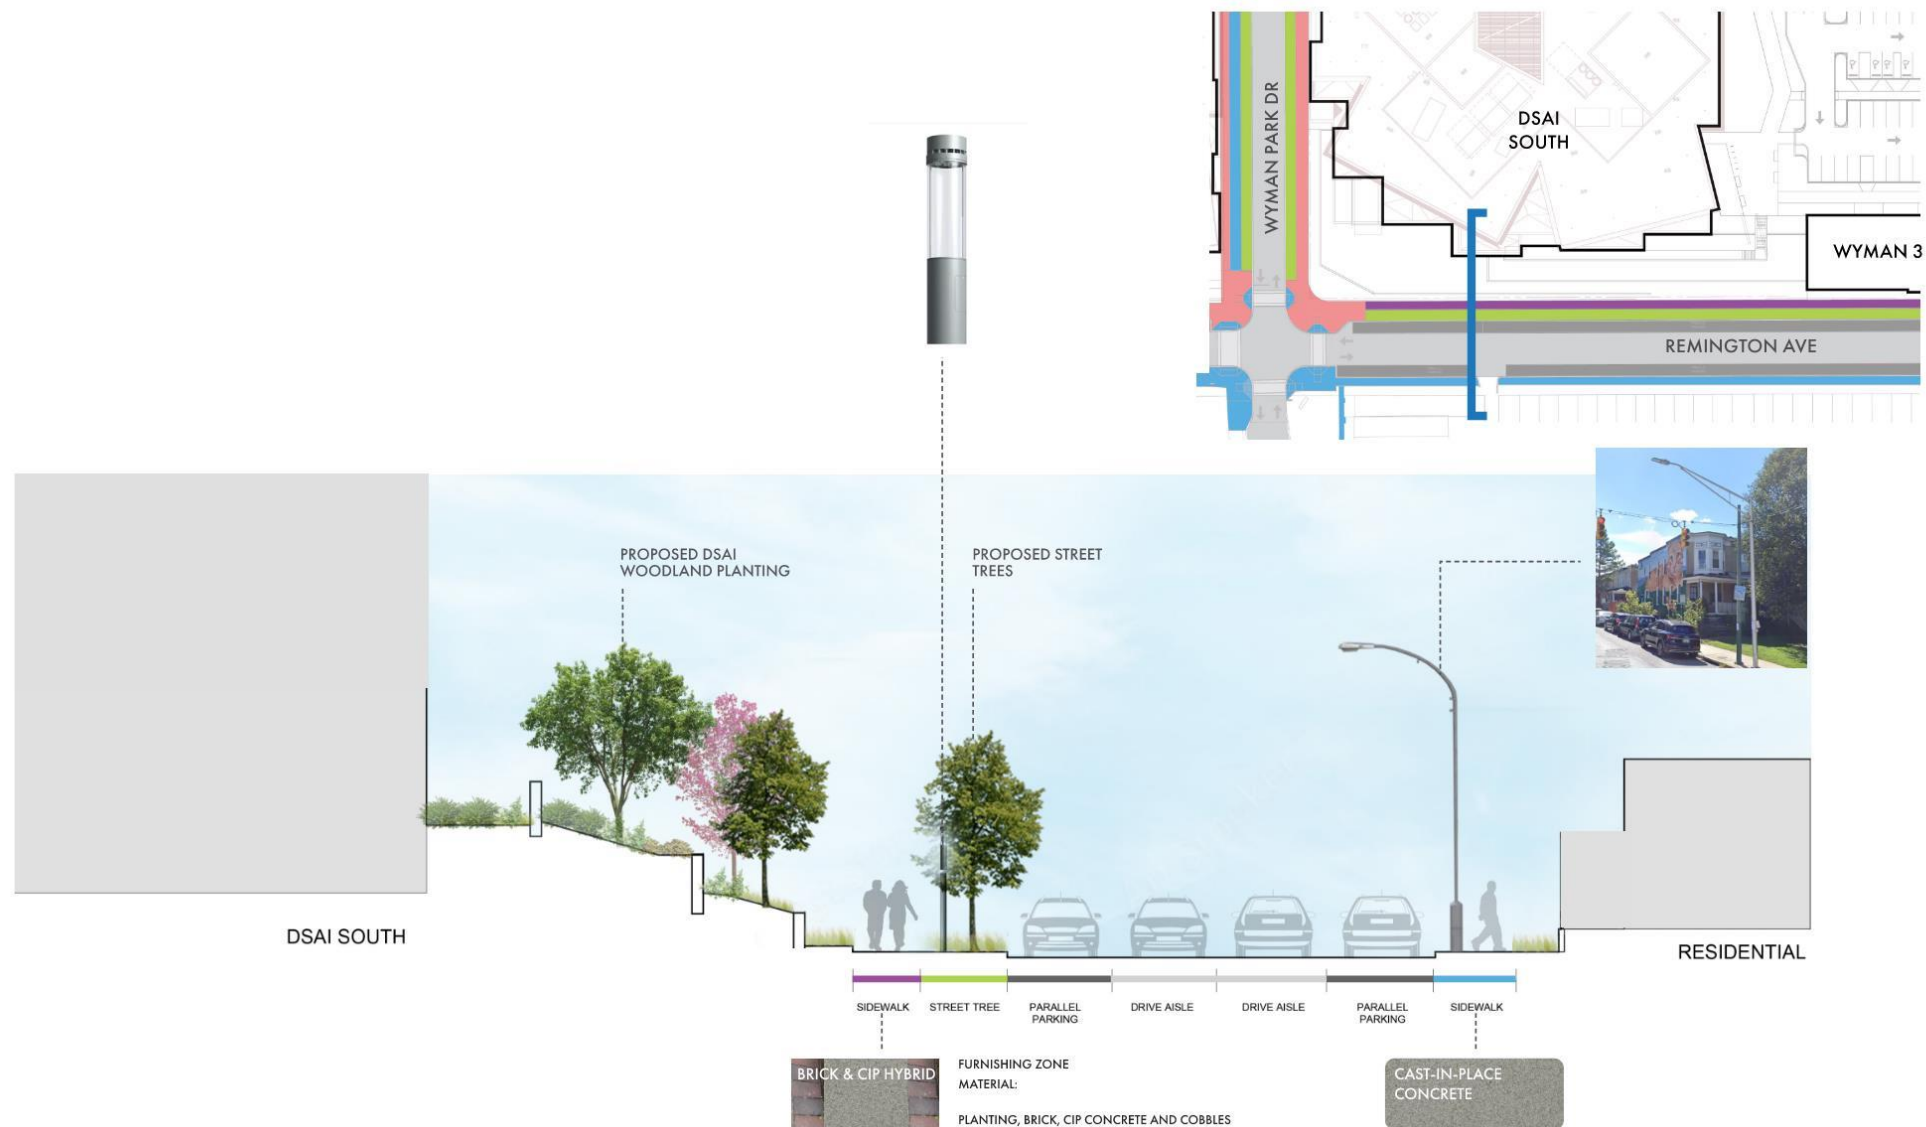 WYMAN PARK DR
DSAI
SOUTH
WYMAN 3
REMINGTON AVE
PROPOSED DSAI
WOODLAND PLANTING
PROPOSED STREET
TREES
DSAI SOUTH
RESIDENTIAL
SIDEWALK
STREET TREE
PARALLEL
PARKING
DRIVE AISLE
DRIVE AISLE
PARALLEL
PARKING
SIDEWALK
BRICK & CIP HYBRID
FURNISHING ZONE
MATERIAL:
PLANTING, BRICK, CIP CONCRETE AND COBBLES
CAST-IN-PLACE
CONCRETE